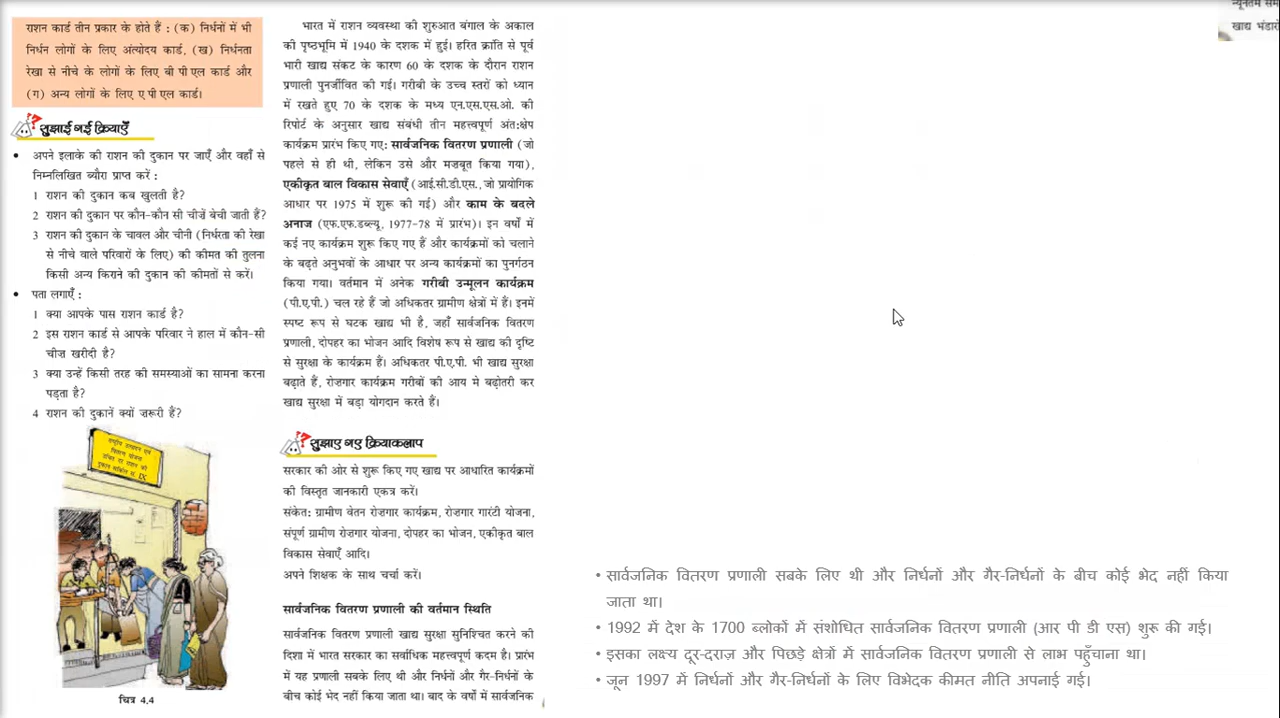 राशन कार्ड तीन प्रकार के होते हैं : (क) निर्धनों में भी
निर्धन लोगों के लिए अंत्योदय कार्ड, (ख) निर्धनता
रेखा से नीचे के लोगों के लिए बी पी एल कार्ड और
(ग) अन्य लोगों के लिए ए पी एल कार्ड।
सुझाई गई क्रियाएँ
• अपने इलाके की राशन की दुकान पर जाएँ और वहाँ से
निम्नलिखित ब्यौरा प्राप्त करें :
1 राशन की दुकान कब खुलती है?
2 राशन की दुकान पर कौन-कौन सी चीजें बेची जाती हैं?
3 राशन की दुकान के चावल और चीनी (निर्धरता की रेखा
से नीचे वाले परिवारों के लिए) की कीमत की तुलना
किसी अन्य किराने की दुकान की कीमतों से करें।
• पता लगाएँ :
1 क्या आपके पास राशन कार्ड है?
2 इस राशन कार्ड से आपके परिवार ने हाल में कौन-सी
चीज़ खरीदी है?
3 क्या उन्हें किसी तरह की समस्याओं का सामना करना
पड़ता है?
4 राशन की दुकानें क्यों ज़रूरी हैं?
चित्र 4.4
भारत में राशन व्यवस्था की शुरुआत बंगाल के अकाल
की पृष्ठभूमि में 1940 के दशक में हुई। हरित क्रांति से पूर्व
भारी खाद्य संकट के कारण 60 के दशक के दौरान राशन
प्रणाली पुनर्जीवित की गई। गरीबी के उच्च स्तरों को ध्यान
में रखते हुए 70 के दशक के मध्य एन.एस.एस.ओ. की
रिपोर्ट के अनुसार खाद्य संबंधी तीन महत्त्वपूर्ण अंत:क्षेप
कार्यक्रम प्रारंभ किए गए: सार्वजनिक वितरण प्रणाली (जो
पहले से ही थी, लेकिन उसे और मजबूत किया गया),
एकीकृत बाल विकास सेवाएँ (आई.सी.डी.एस., जो प्रायोगिक
आधार पर 1975 में शुरू की गई) और काम के बदले
अनाज (एफ.एफ.डब्ल्यू. 1977-78 में प्रारंभ)। इन वर्षों में
कई नए कार्यक्रम शुरू किए गए हैं और कार्यक्रमों को चलाने
के बढ़ते अनुभवों के आधार पर अन्य कार्यक्रमों का पुनर्गठन
किया गया। वर्तमान में अनेक गरीबी उन्मूलन कार्यक्रम
(पी.ए.पी.) चल रहे हैं जो अधिकतर ग्रामीण क्षेत्रों में हैं। इनमें
स्पष्ट रूप से घटक खाद्य भी है, जहाँ सार्वजनिक वितरण
प्रणाली, दोपहर का भोजन आदि विशेष रूप से खाद्य की दृष्टि
से सुरक्षा के कार्यक्रम हैं। अधिकतर पी.ए.पी. भी खाद्य सुरक्षा
बढ़ाते हैं, रोज़गार कार्यक्रम गरीबों की आय मे बढ़ोतरी कर
खाद्य सुरक्षा में बड़ा योगदान करते हैं।
सुझाए गए क्रियाकलाप
सरकार की ओर से शुरू किए गए खाद्य पर आधारित कार्यक्रमों
की विस्तृत जानकारी एकत्र करें।
संकेत: ग्रामीण वेतन रोज़गार कार्यक्रम, रोज़गार गारंटी योजना,
संपूर्ण ग्रामीण रोज़गार योजना, दोपहर का भोजन, एकीकृत बाल
विकास सेवाएँ आदि।
अपने शिक्षक के साथ चर्चा करें।
सार्वजनिक वितरण प्रणाली की वर्तमान स्थिति
सार्वजनिक वितरण प्रणाली खाद्य सुरक्षा सुनिश्चित करने की
दिशा में भारत सरकार का सर्वाधिक महत्त्वपूर्ण कदम है। प्रारंभ
में यह प्रणाली सबके लिए थी और निर्धनों और गैर-निर्धनों के
बीच कोई भेद नहीं किया जाता था। बाद के वर्षों में सार्वजनिक
खाद्य भंडारों
• सार्वजनिक वितरण प्रणाली सबके लिए थी और निर्धनों और गैर-निर्धनों के बीच कोई भेद नहीं किया
जाता था।
• 1992 में देश के 1700 ब्लोकों में संशोधित सार्वजनिक वितरण प्रणाली (आर पी डी एस) शुरू की गई।
• इसका लक्ष्य दूर-दराज़ और पिछड़े क्षेत्रों में सार्वजनिक वितरण प्रणाली से लाभ पहुँचाना था।
• जून 1997 में निर्धनों और गैर-निर्धनों के लिए विभेदक कीमत नीति अपनाई गई।